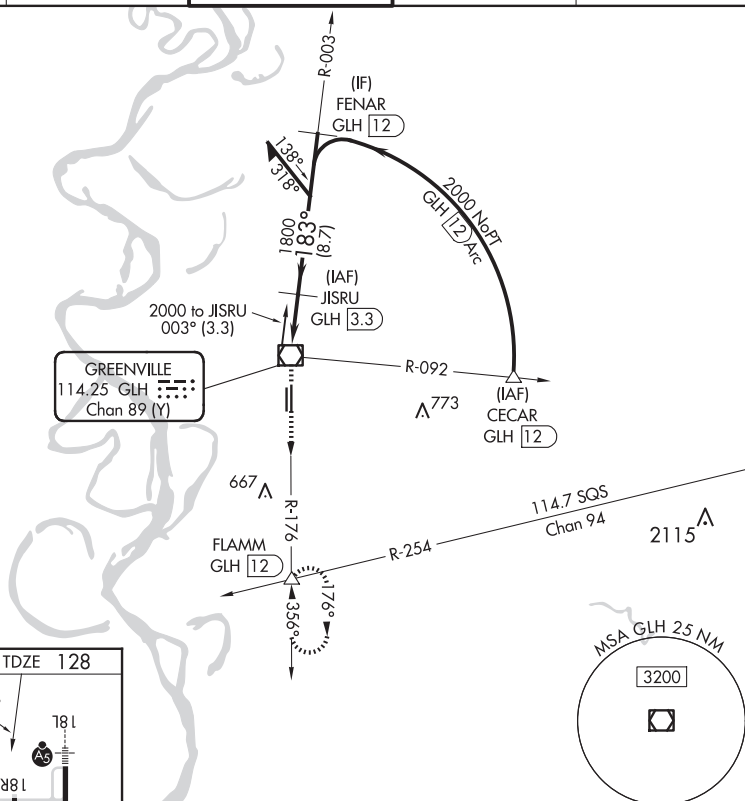 R-003
(IF)
FENAR
GLH 12
138°
318°
2000 NoPT
GLH 12 Arc
1800
183°
(8.7)
(IAF)
JISRU
GLH 3.3
2000 to JISRU
003° (3.3)
GREENVILLE
114.25 GLH
Chan 89 (Y)
R-092
(IAF)
CECAR
GLH 12
773
667
R-176
114.7 SQS
Chan 94
2115
R-254
FLAMM
GLH 12
356°
176°
MSA GLH 25 NM
3200
TDZE 128
18L
A5
18R